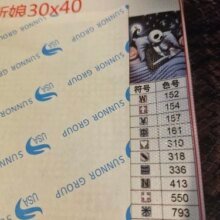 新娘30x40
符号 色号
152
154
157
161
310
318
336
413
550
793
SUNNOR GROUP
USA
SUNNOR GROUP
USA
SUNNOR GROUP
USA
SUNNOR GROUP